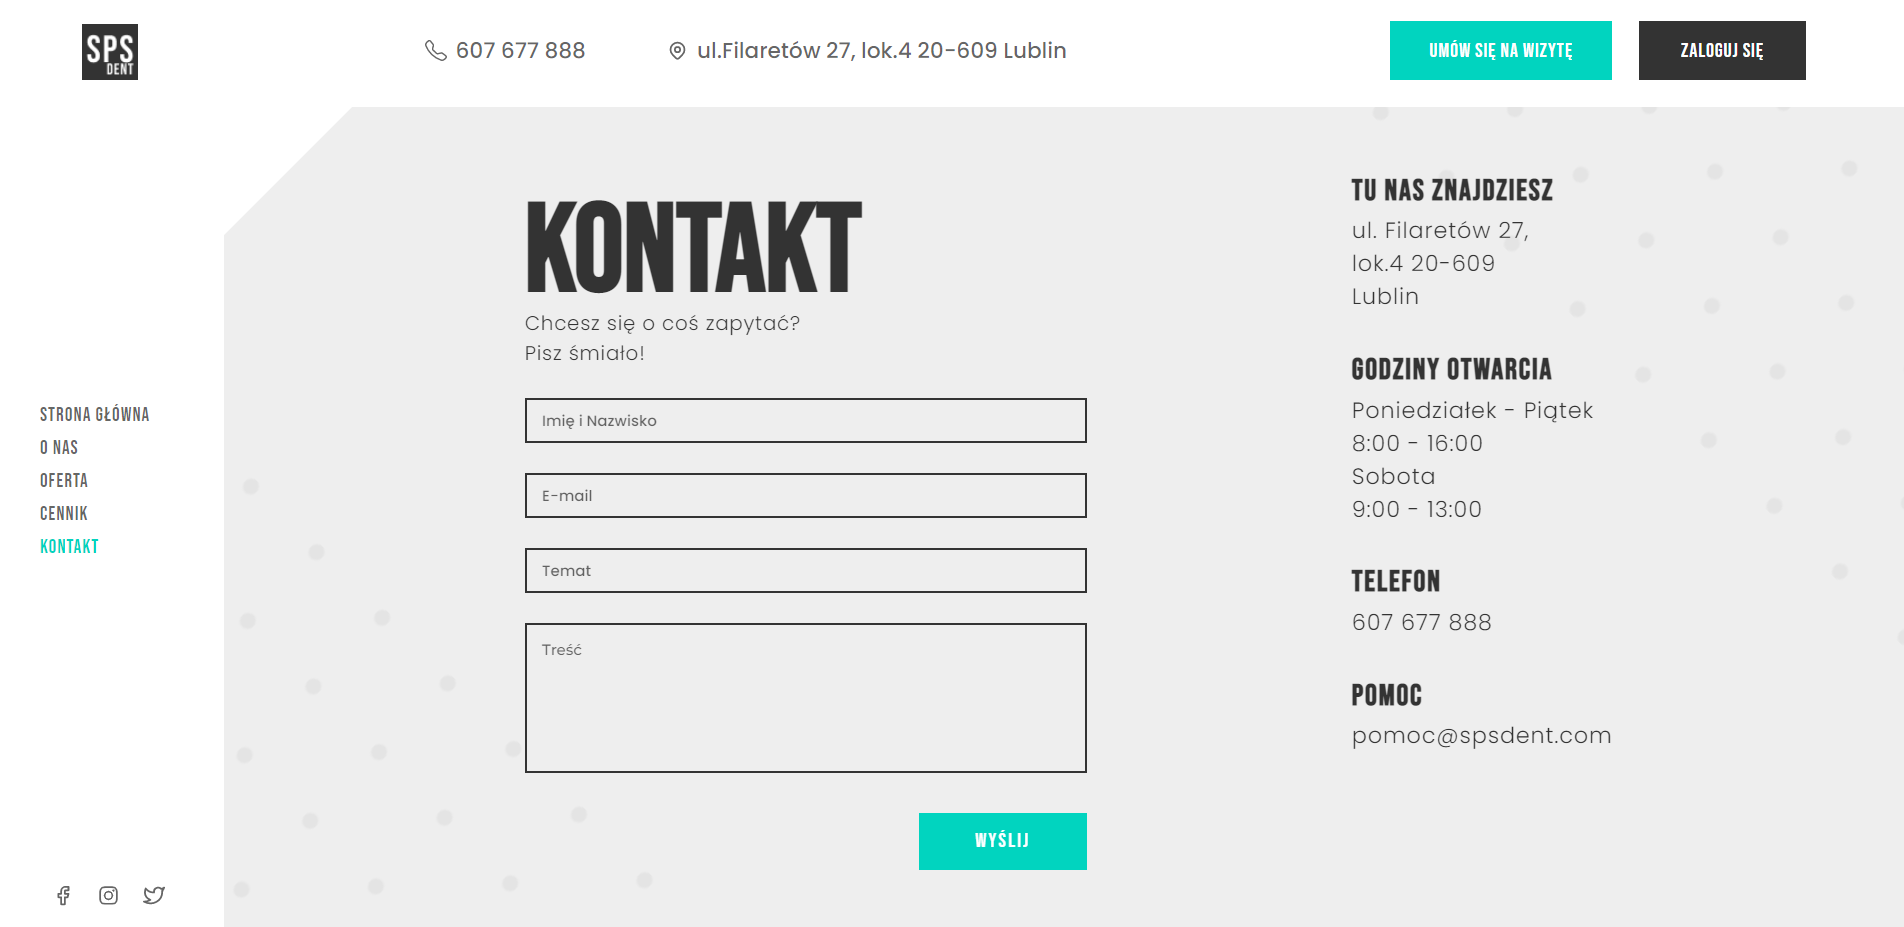 SPS
DENT
607 677 888
ul.Filaretów 27, lok.4 20-609 Lublin
UMÓW SIĘ NA WIZYTĘ
ZALOGUJ SIĘ
STRONA GŁÓWNA
O NAS
OFERTA
CENNIK
KONTAKT
KONTAKT
Chcesz się o coś zapytać?
Pisz śmiało!
Imię i Nazwisko
E-mail
Temat
Treść
WYŚLIJ
TU NAS ZNAJDZIESZ
ul. Filaretów 27,
lok.4 20-609
Lublin
GODZINY OTWARCIA
Poniedziałek - Piątek
8:00 - 16:00
Sobota
9:00 - 13:00
TELEFON
607 677 888
POMOC
pomoc@spsdent.com